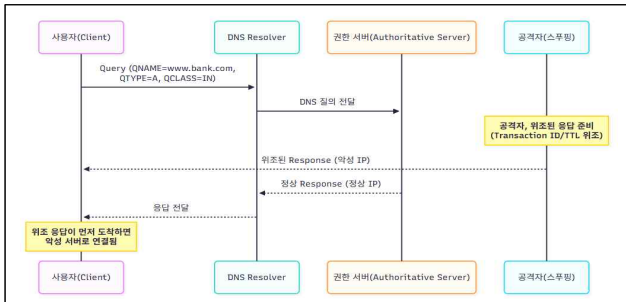 사용자(Client)
DNS Resolver
권한 서버(Authoritative Server)
공격자(스푸핑)
Query (QNAME=www.bank.com,
QTYPE=A, QCLASS=IN)
DNS 질의 전달
공격자, 위조된 응답 준비
(Transaction ID/TTL 위조)
위조된 Response (악성 IP)
정상 Response (정상 IP)
응답 전달
위조 응답이 먼저 도착하면
악성 서버로 연결됨
사용자(Client)
DNS Resolver
권한 서버(Authoritative Server)
공격자(스푸핑)